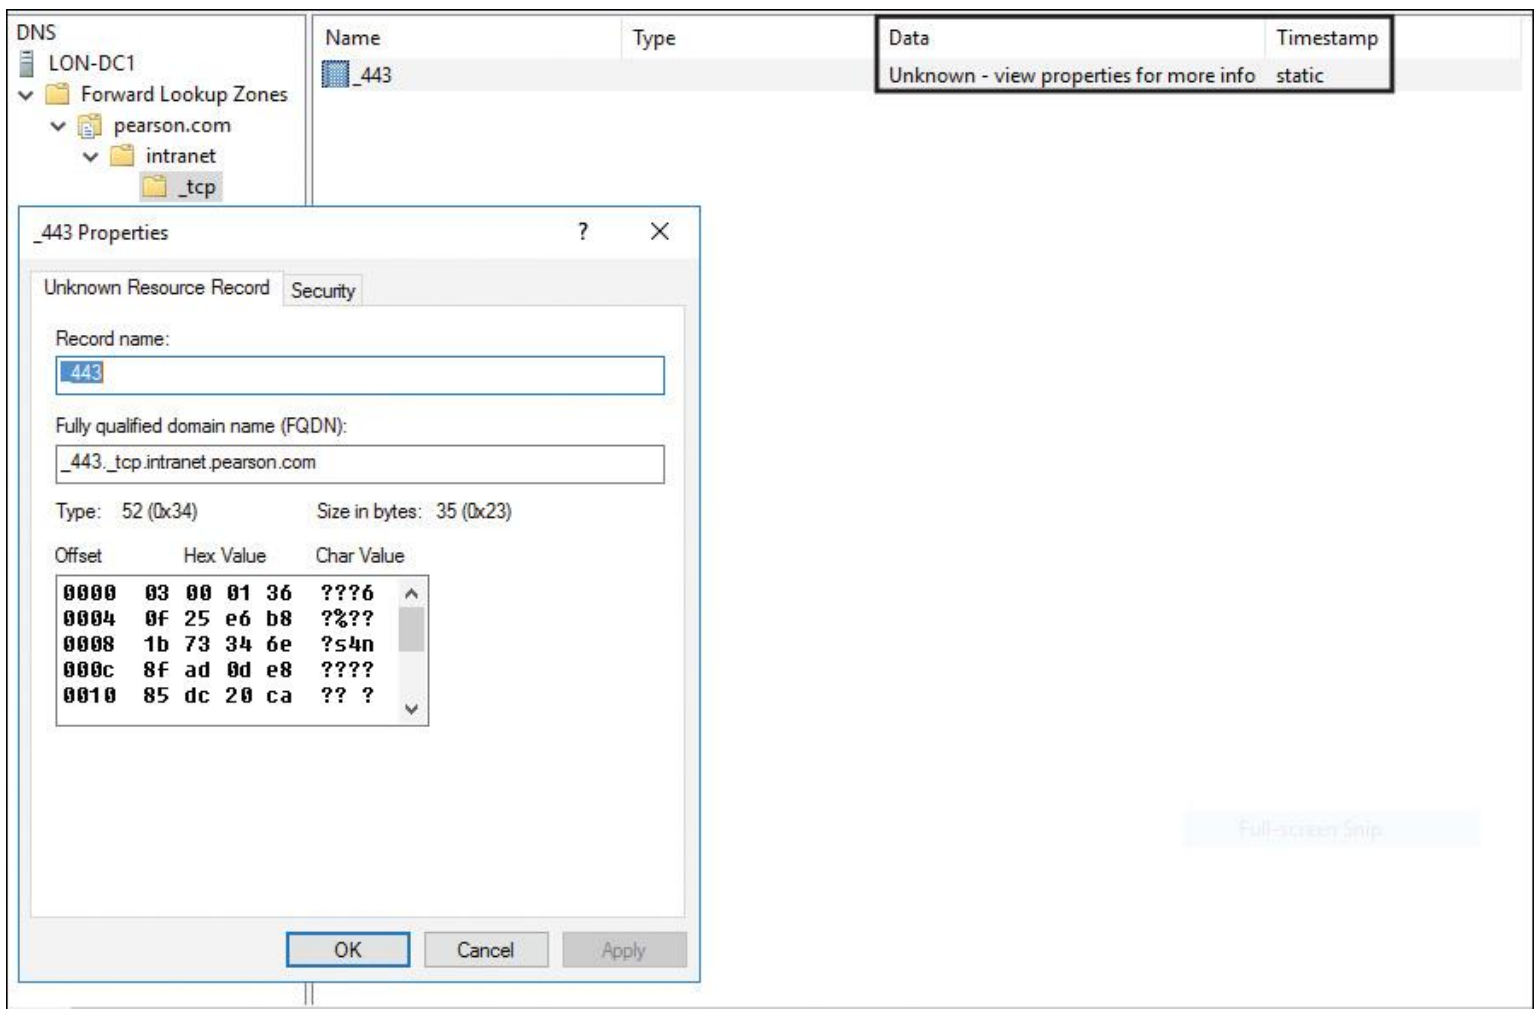 DNS
LON-DC1
Forward Lookup Zones
pearson.com
intranet
_tcp
Name Type Data Timestamp
_443 Unknown - view properties for more info static
_443 Properties ?
Unknown Resource Record Security
Record name:
_443
Fully qualified domain name (FQDN):
_443._tcp.intranet.pearson.com
Type: 52 (0x34) Size in bytes: 35 (0x23)
Offset Hex Value Char Value
0000 03 00 01 36 ???6
0004 0f 25 e6 b8 ?%??
0008 1b 73 34 6e ?s4n
000c 8f ad 0d e8 ????
0010 85 dc 20 ca ?? ?
OK Cancel Apply
Full-screen Snip